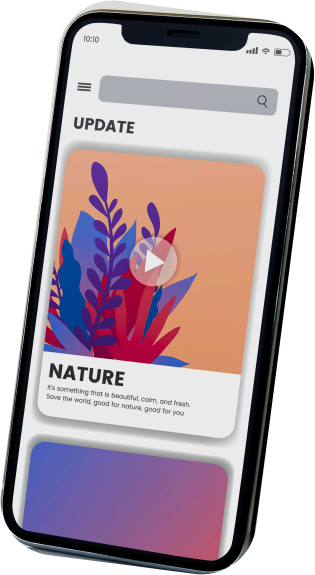 10:10
UPDATE
NATURE
It's something that is beautiful, calm, and fresh.
Save the world, good for nature, good for you